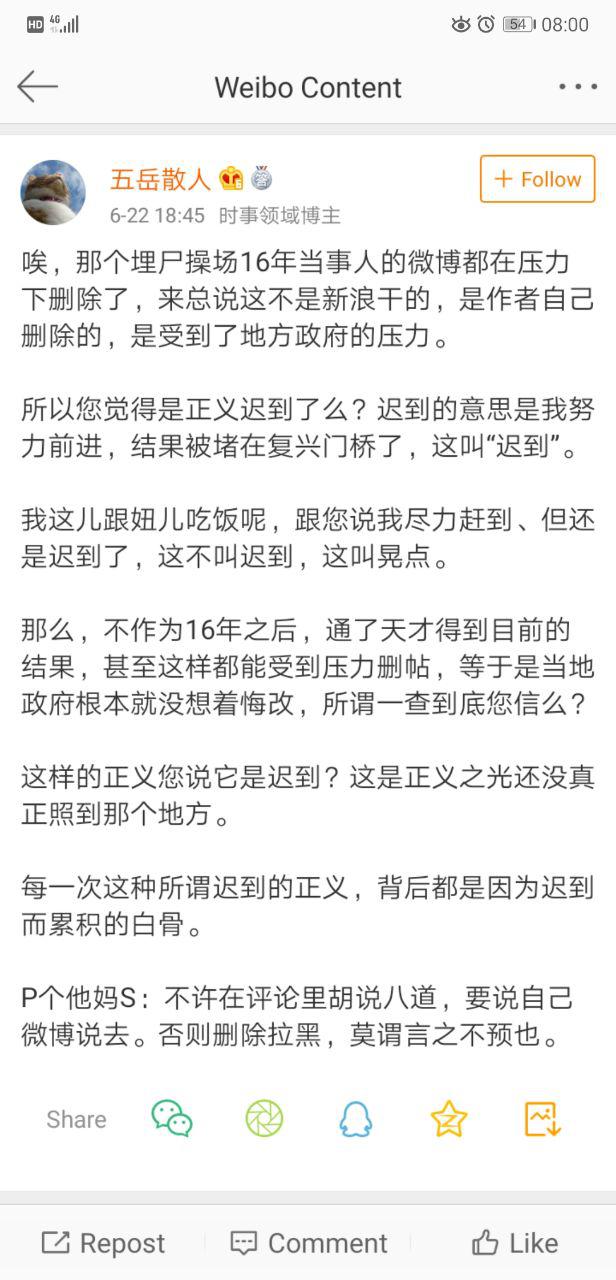 HD 4G 54 08:00
Weibo Content
五岳散人
+ Follow
6-22 18:45 时事领域博主
唉，那个埋尸操场16年当事人的微博都在压力
下删除了，来总说这不是新浪干的，是作者自己
删除的，是受到了地方政府的压力。
所以您觉得是正义迟到了么？迟到的意思是我努
力前进，结果被堵在复兴门桥了，这叫“迟到”。
我这儿跟妞儿吃饭呢，跟您说我尽力赶到、但还
是迟到了，这不叫迟到，这叫晃点。
那么，不作为16年之后，通了天才得到目前的
结果，甚至这样都能受到压力删帖，等于是当地
政府根本就没想着悔改，所谓一查到底您信么？
这样的正义您说它是迟到？这是正义之光还没真
正照到那个地方。
每一次这种所谓迟到的正义，背后都是因为迟到
而累积的白骨。
P个他妈S：不许在评论里胡说八道，要说自己
微博说去。否则删除拉黑，莫谓言之不预也。
Share
Repost
Comment
Like